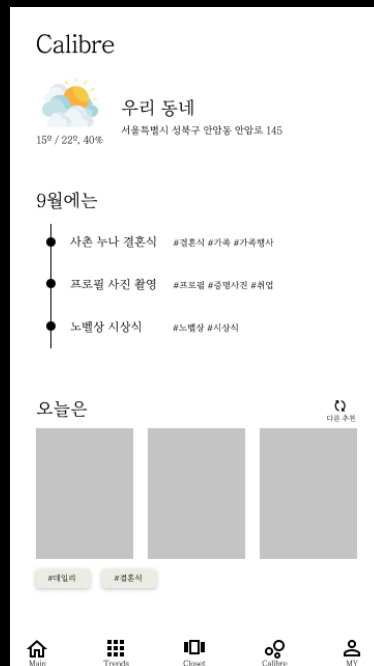 Calibre
우리 동네
서울특별시 성북구 안암동 안암로 145
15º / 22º, 40%
9월에는
사촌 누나 결혼식 #결혼식 #가족 #가족행사
프로필 사진 촬영 #프로필 #증명사진 #취업
노벨상 시상식 #노벨상 #시상식
오늘은
다른 추천
#데일리 #결혼식
Main Trends Closet Calibre MY